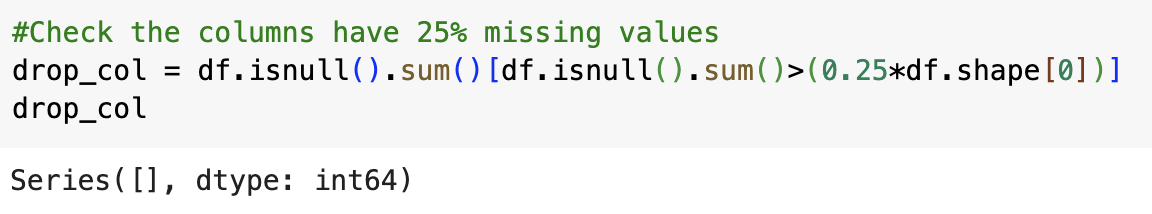 #Check the columns have 25% missing values
drop_col = df.isnull().sum()[df.isnull().sum()>(0.25*df.shape[0])]
drop_col
Series([], dtype: int64)